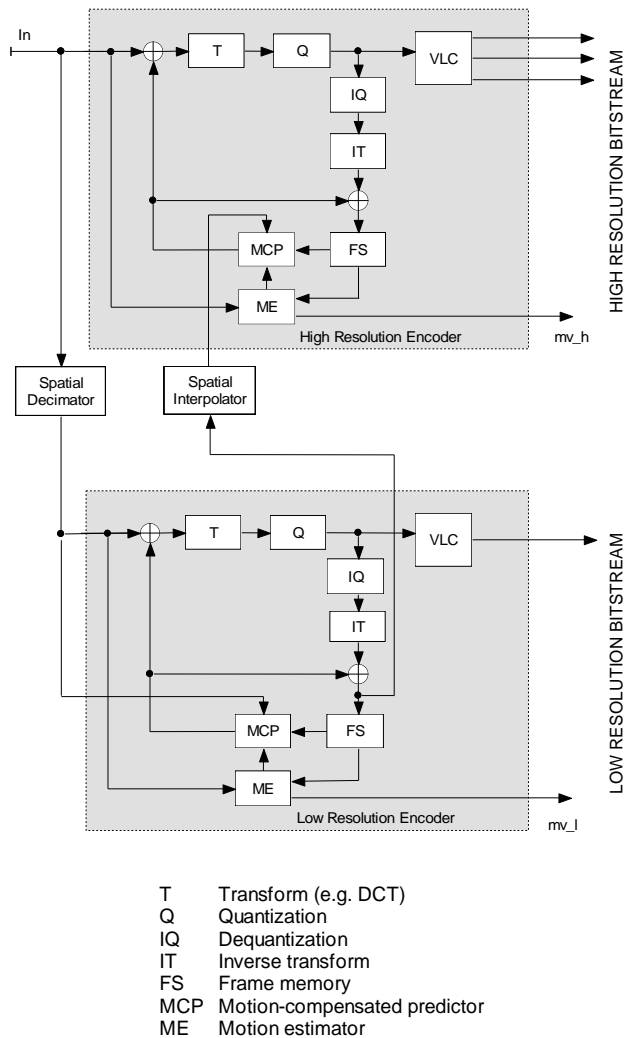 In
T
Q
VLC
IQ
IT
MCP
FS
ME
High Resolution Encoder
mv_h
HIGH RESOLUTION BITSTREAM
Spatial
Decimator
Spatial
Interpolator
T
Q
VLC
IQ
IT
MCP
FS
ME
Low Resolution Encoder
mv_l
LOW RESOLUTION BITSTREAM
T Transform (e.g. DCT)
Q Quantization
IQ Dequantization
IT Inverse transform
FS Frame memory
MCP Motion-compensated predictor
ME Motion estimator